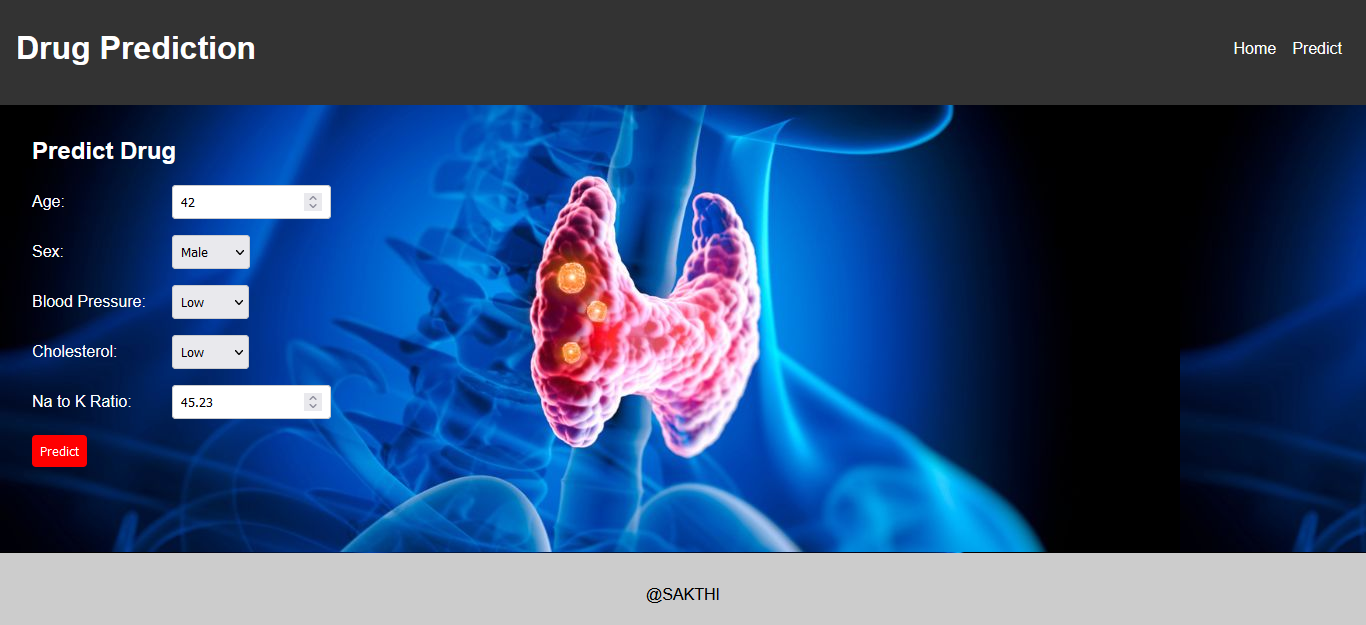 Drug Prediction
Home Predict
Predict Drug
Age: 42
Sex: Male
Blood Pressure: Low
Cholesterol: Low
Na to K Ratio: 45.23
Predict
@SAKTHI